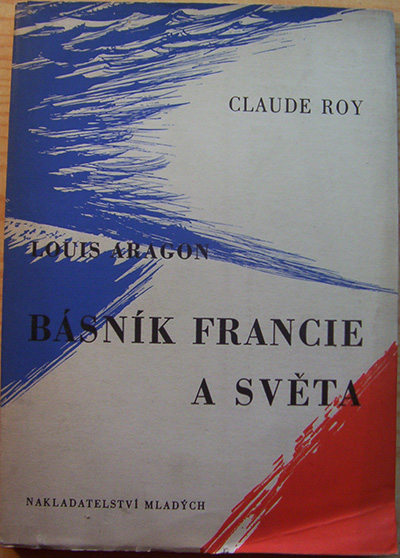 CLAUDE ROY
LOUIS ARAGON
BÁSNÍK FRANCIE
A SVĚTA
NAKLADATELSTVÍ MLADÝCH